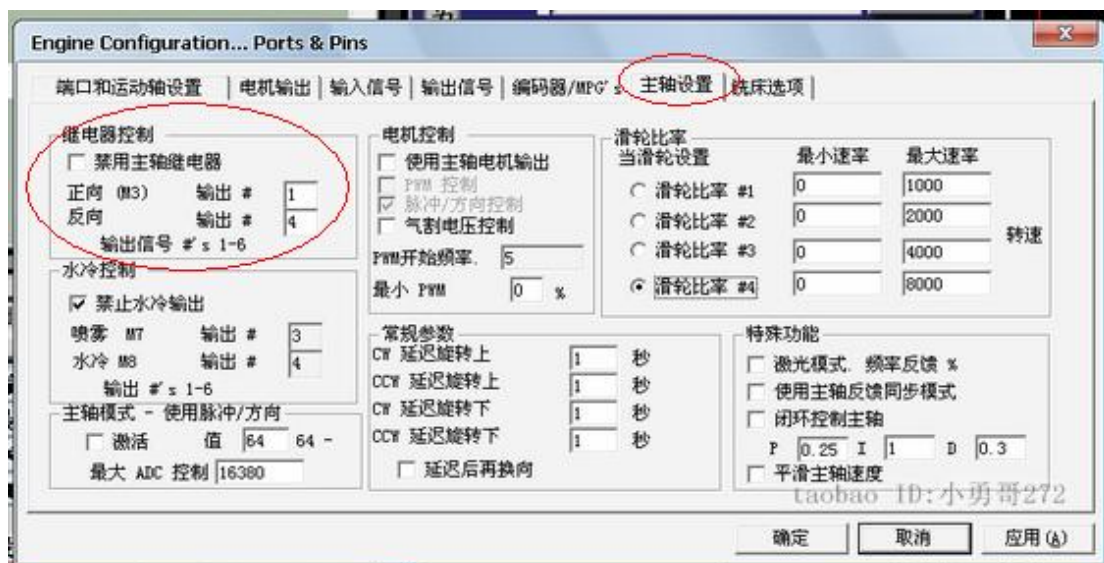 Engine Configuration... Ports & Pins
端口和运动轴设置
电机输出
输入信号
输出信号
编码器/MPG's
主轴设置
铣床选项
继电器控制
禁用主轴继电器
正向 (M3) 输出 # 1
反向 输出 # 4
输出信号 #'s 1-6
水冷控制
禁止水冷输出
喷雾 M7 输出 # 3
水冷 M8 输出 # 4
输出 #'s 1-6
主轴模式 - 使用脉冲/方向
激活 值 64 64 -
最大 ADC 控制 16380
电机控制
使用主轴电机输出
PWM 控制
脉冲/方向控制
气割电压控制
PWM开始频率. 5
最小 PWM 0 %
常规参数
CW 延迟旋转上 1 秒
CCW 延迟旋转上 1 秒
CW 延迟旋转下 1 秒
CCW 延迟旋转下 1 秒
延迟后再换向
滑轮比率
当滑轮设置 最小速率 最大速率
滑轮比率 #1 0 1000
滑轮比率 #2 0 2000
滑轮比率 #3 0 4000
滑轮比率 #4 0 8000
转速
特殊功能
激光模式. 频率反馈 %
使用主轴反馈同步模式
闭环控制主轴
P 0.25 I 1 D 0.3
平滑主轴速度
taobao ID:小勇哥272
确定
取消
应用(A)